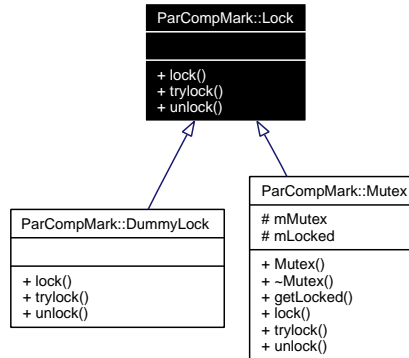 ParCompMark::Lock
+ lock()
+ trylock()
+ unlock()
ParCompMark::DummyLock
+ lock()
+ trylock()
+ unlock()
ParCompMark::Mutex
# mMutex
# mLocked
+ Mutex()
+ ~Mutex()
+ getLocked()
+ lock()
+ trylock()
+ unlock()